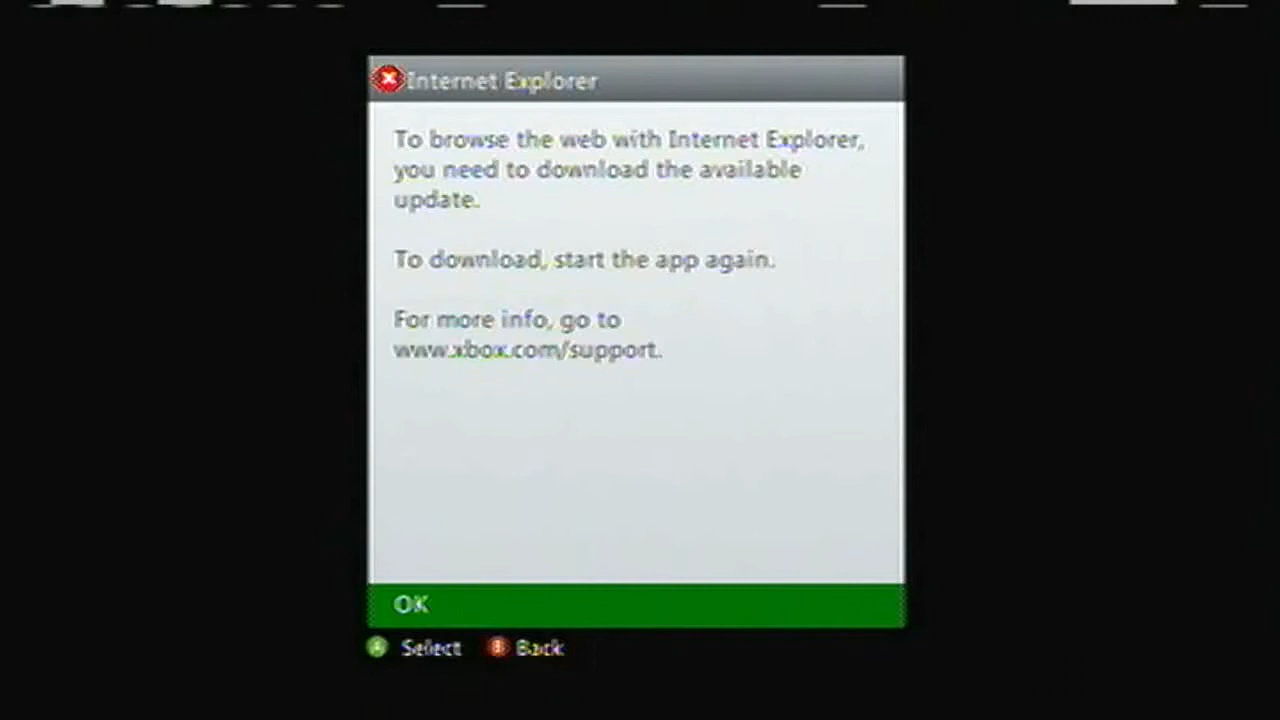 Internet Explorer
To browse the web with Internet Explorer,
you need to download the available
update.
To download, start the app again.
For more info, go to
www.xbox.com/support.
OK
A Select B Back